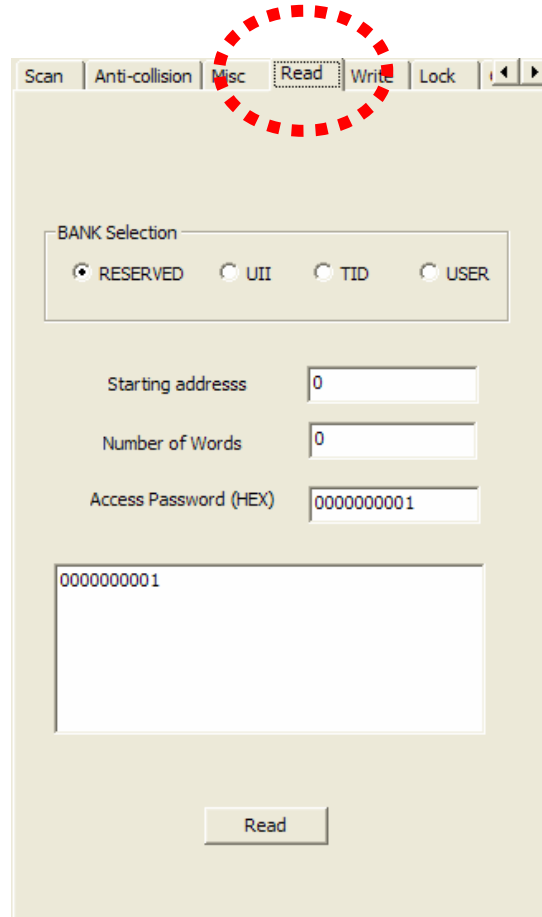 Scan Anti-collision Misc Read Write Lock
BANK Selection
RESERVED UII TID USER
Starting addresss 0
Number of Words 0
Access Password (HEX) 0000000001
0000000001
Read